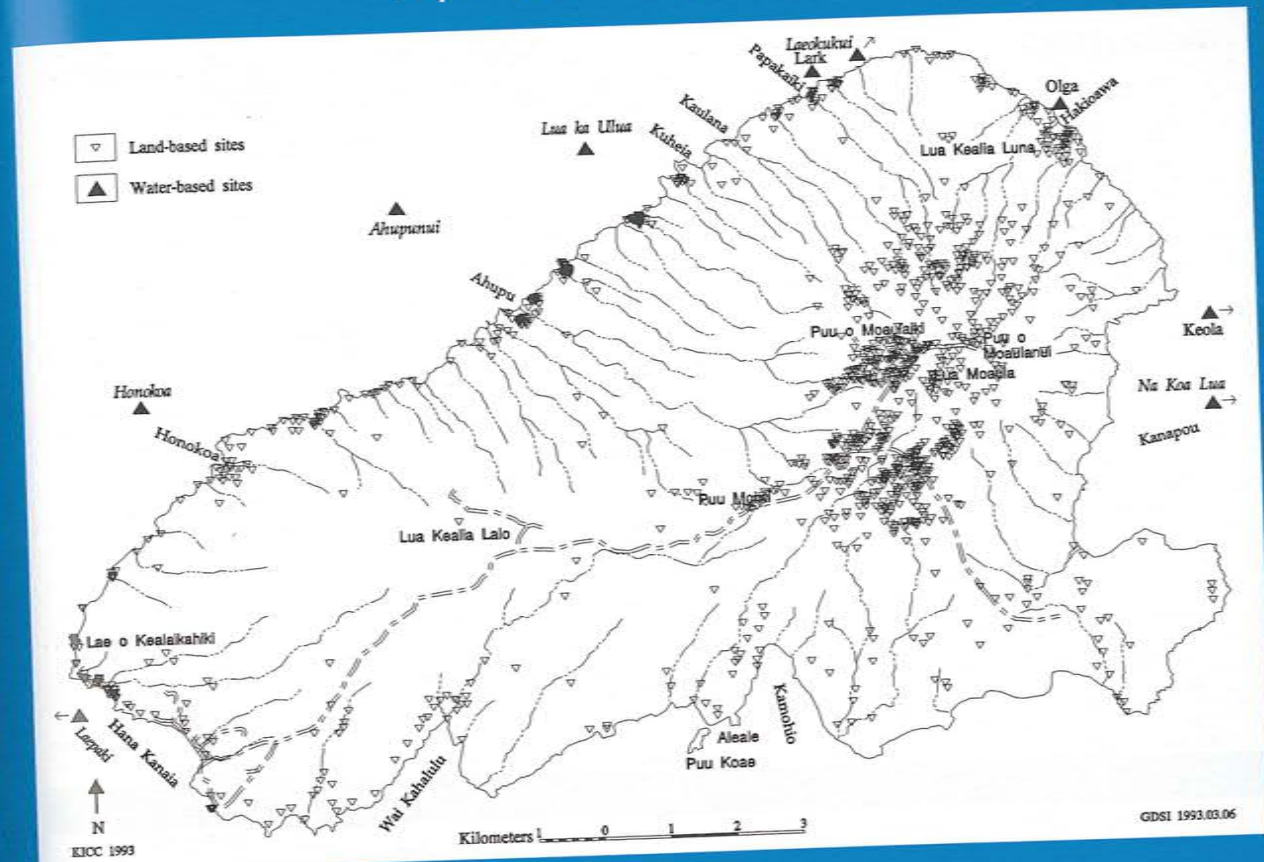 Laeokukui
Lark
Papakaiki
Olga
Hakioawa
Kaulana
Lua ka Ulua
Kuheia
Land-based sites
Lua Kealia Luna
Water-based sites
Ahupunui
Ahupu
Puu o Moaulaiki
Puu o
Moaulanui
Keola
Lua Moaula
Na Koa Lua
Honokoa
Kanapou
Honokoa
Puu Moiwi
Lua Kealia Lalo
Lae o Kealaikahiki
Laepaki
Hana Kanaia
Kamohio
Aleale
Puu Koae
Wai Kahalulu
N
Kilometers 1 0 1 2 3
GDSI 1993.03.06
KICC 1993